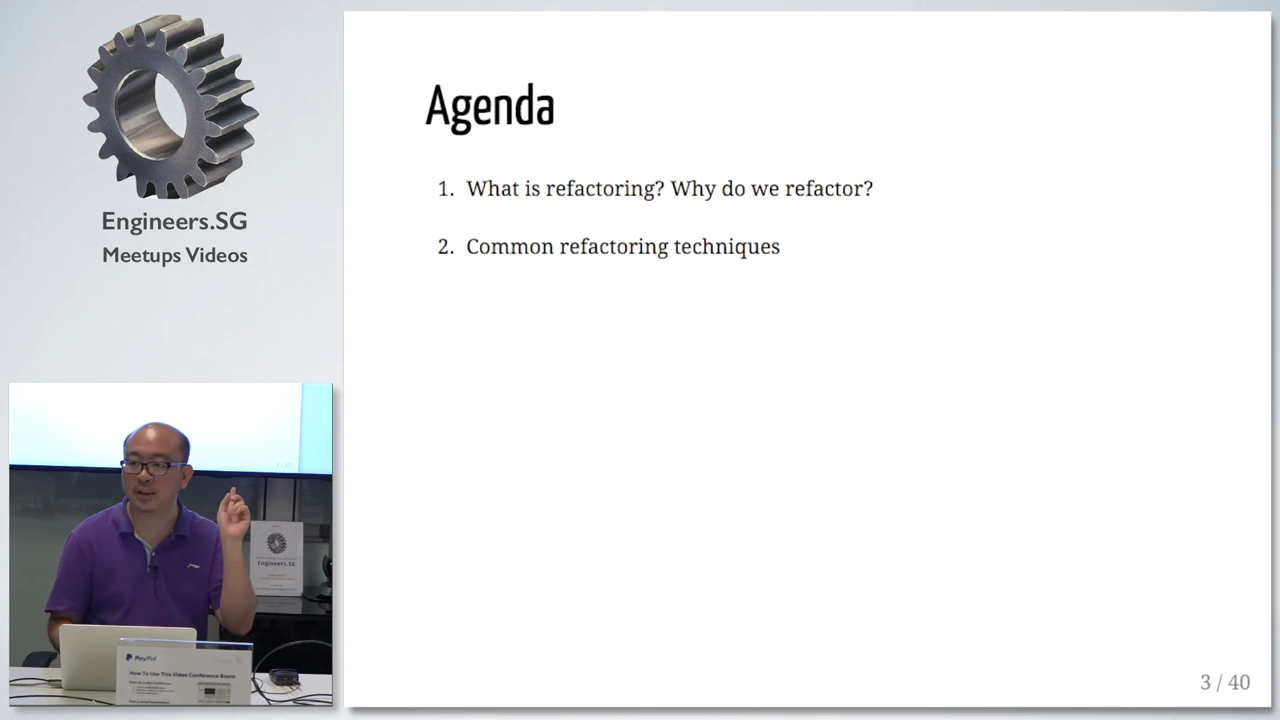 Engineers.SG
Meetups Videos
Agenda
1. What is refactoring? Why do we refactor?
2. Common refactoring techniques
3 / 40
Engineers.SG
PayPal
How To Use This Video Conference Room